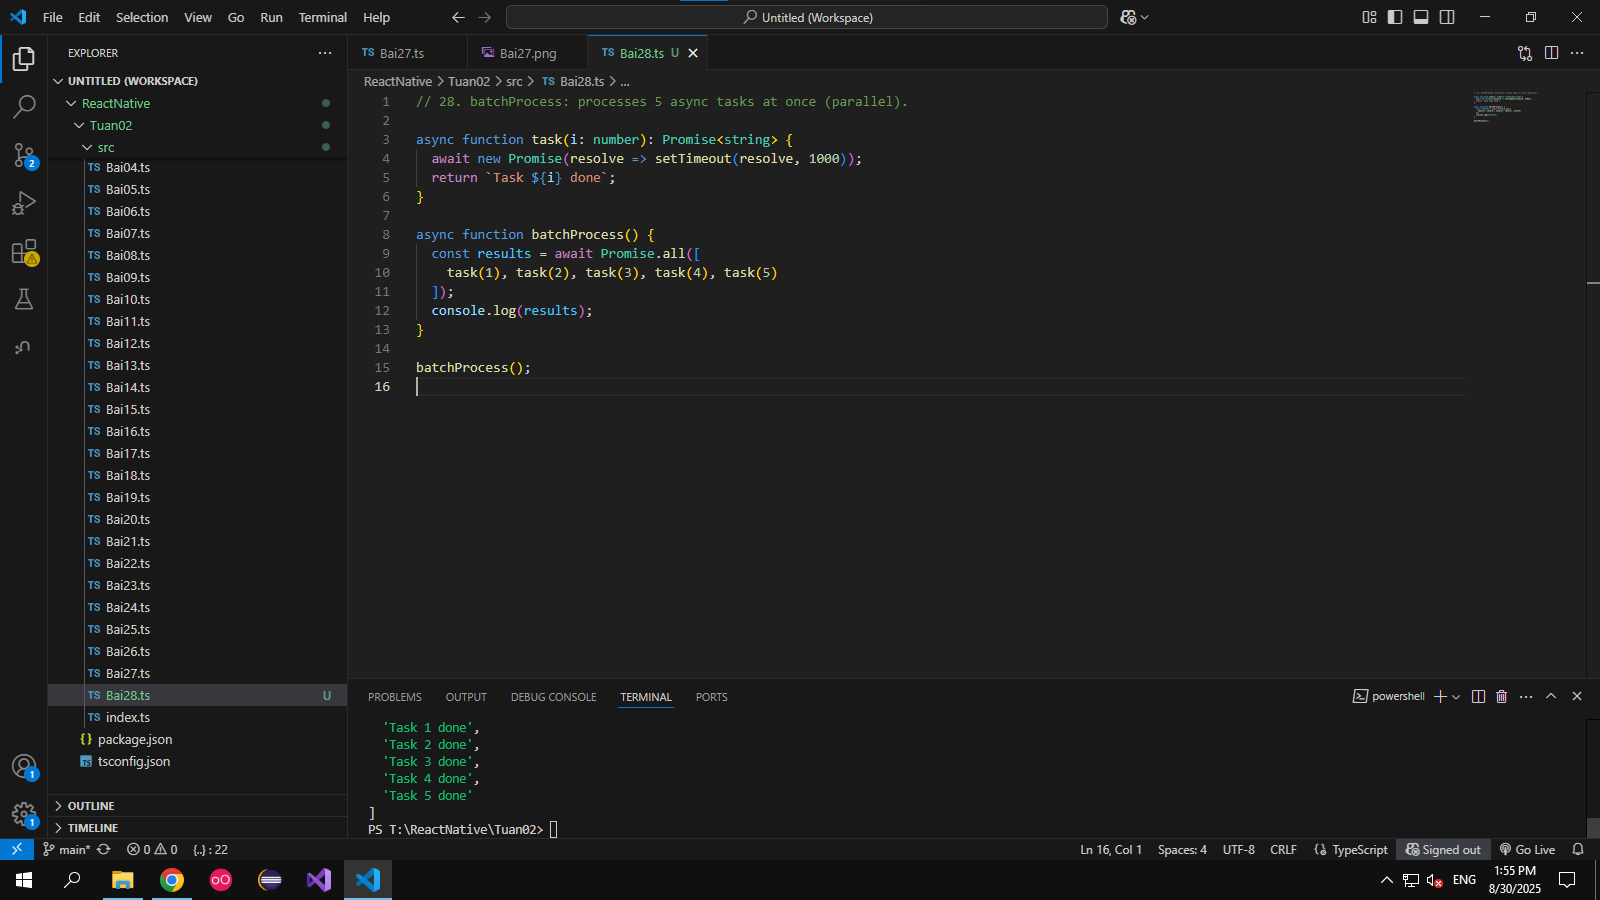 File Edit Selection View Go Run Terminal Help
Untitled (Workspace)
EXPLORER
UNTITLED (WORKSPACE)
ReactNative
Tuan02
src
TS Bai04.ts
TS Bai05.ts
TS Bai06.ts
TS Bai07.ts
TS Bai08.ts
TS Bai09.ts
TS Bai10.ts
TS Bai11.ts
TS Bai12.ts
TS Bai13.ts
TS Bai14.ts
TS Bai15.ts
TS Bai16.ts
TS Bai17.ts
TS Bai18.ts
TS Bai19.ts
TS Bai20.ts
TS Bai21.ts
TS Bai22.ts
TS Bai23.ts
TS Bai24.ts
TS Bai25.ts
TS Bai26.ts
TS Bai27.ts
TS Bai28.ts U
TS index.ts
{} package.json
TS tsconfig.json
OUTLINE
TIMELINE
2
1
1
TS Bai27.ts Bai27.png TS Bai28.ts U
ReactNative > Tuan02 > src > TS Bai28.ts > ...
1 // 28. batchProcess: processes 5 async tasks at once (parallel).
2
3 async function task(i: number): Promise<string> {
4 await new Promise(resolve => setTimeout(resolve, 1000));
5 return `Task ${i} done`;
6 }
7
8 async function batchProcess() {
9 const results = await Promise.all([
10 task(1), task(2), task(3), task(4), task(5)
11 ]);
12 console.log(results);
13 }
14
15 batchProcess();
16
PROBLEMS OUTPUT DEBUG CONSOLE TERMINAL PORTS
powershell
'Task 1 done',
'Task 2 done',
'Task 3 done',
'Task 4 done',
'Task 5 done'
]
PS T:\ReactNative\Tuan02>
main* 0 0 {..} : 22
Ln 16, Col 1 Spaces: 4 UTF-8 CRLF {} TypeScript Signed out Go Live
ENG
1:55 PM
8/30/2025